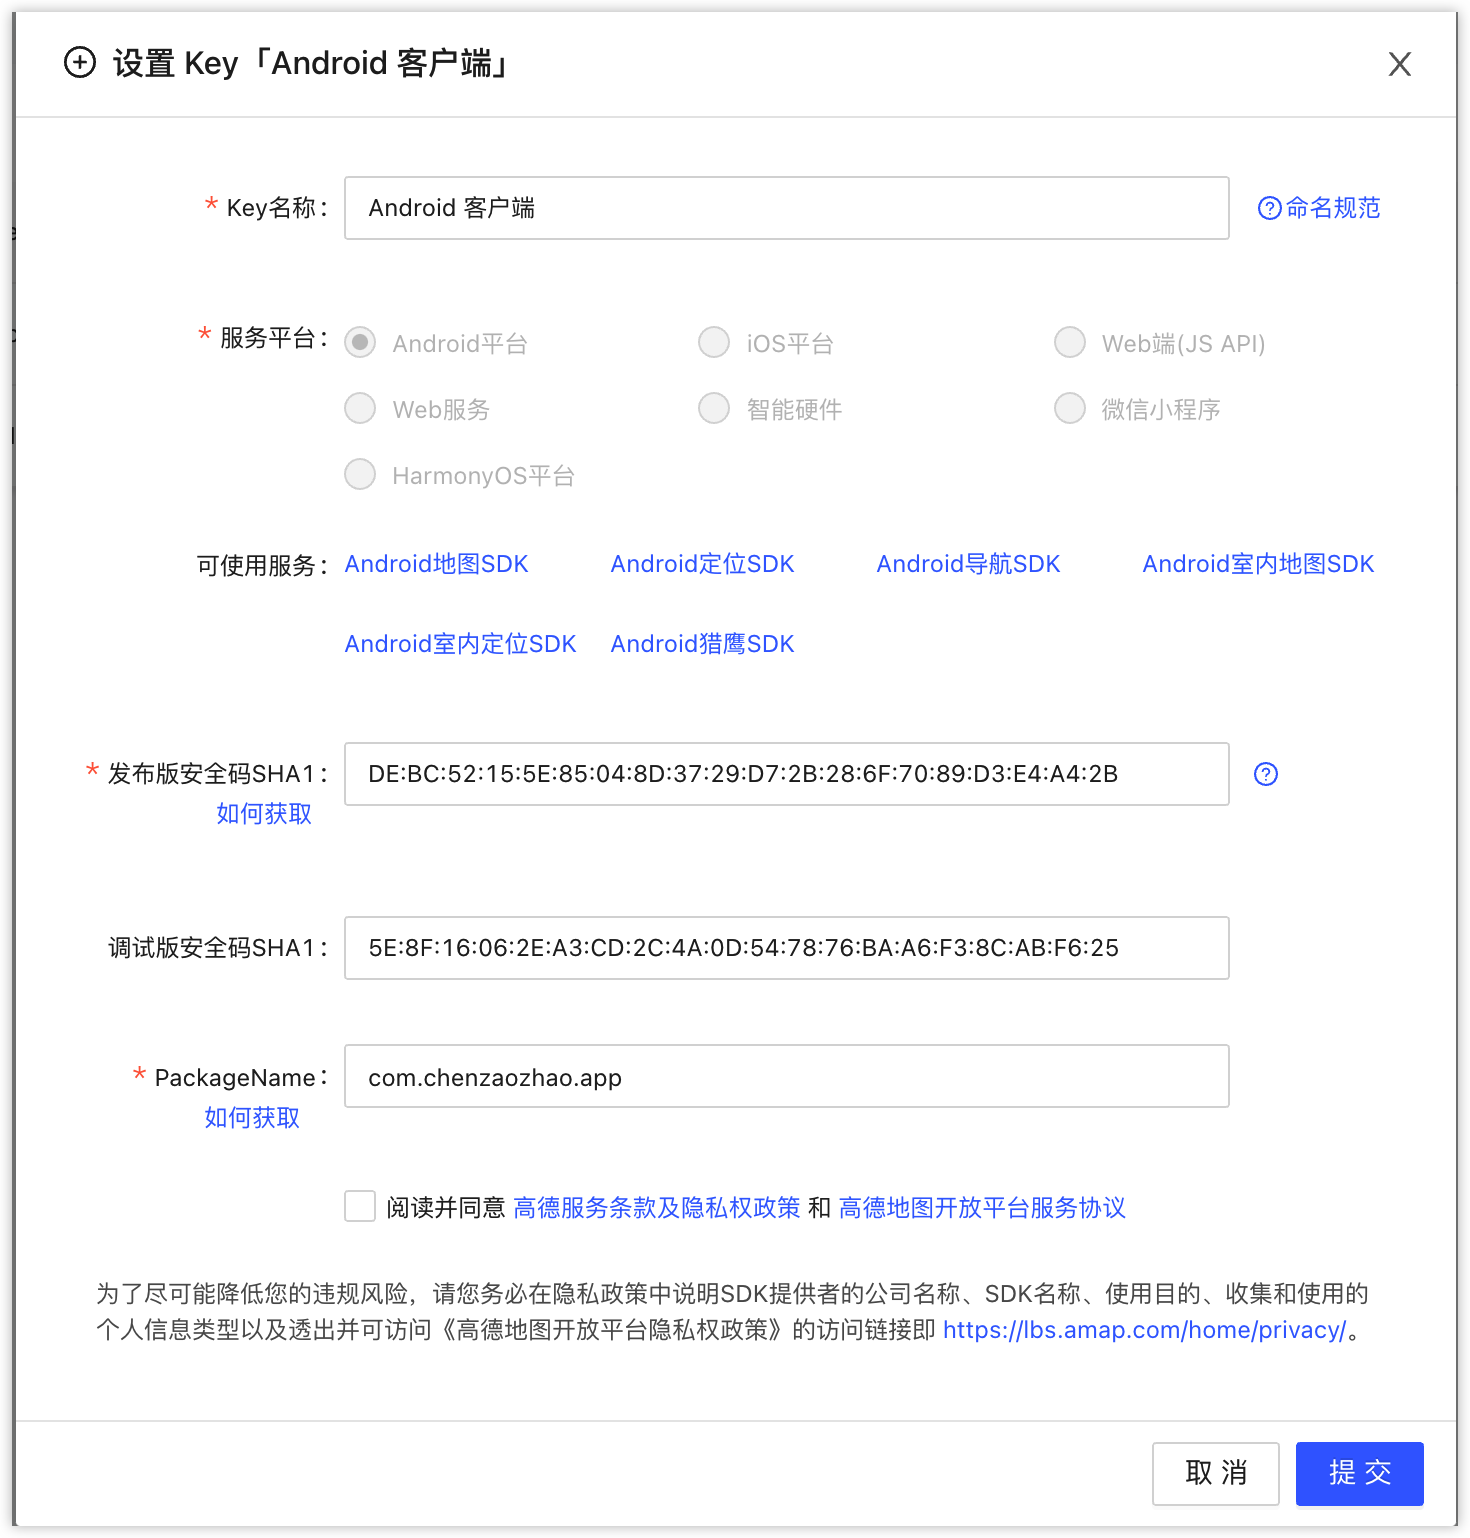 设置 Key「Android 客户端」
* Key名称：
Android 客户端
命名规范
* 服务平台：
Android平台
iOS平台
Web端(JS API)
Web服务
智能硬件
微信小程序
HarmonyOS平台
可使用服务：
Android地图SDK
Android定位SDK
Android导航SDK
Android室内地图SDK
Android室内定位SDK
Android猎鹰SDK
* 发布版安全码SHA1：
DE:BC:52:15:5E:85:04:8D:37:29:D7:2B:28:6F:70:89:D3:E4:A4:2B
如何获取
调试版安全码SHA1：
5E:8F:16:06:2E:A3:CD:2C:4A:0D:54:78:76:BA:A6:F3:8C:AB:F6:25
* PackageName：
com.chenzaozhao.app
如何获取
阅读并同意 高德服务条款及隐私权政策 和 高德地图开放平台服务协议
为了尽可能降低您的违规风险，请您务必在隐私政策中说明SDK提供者的公司名称、SDK名称、使用目的、收集和使用的
个人信息类型以及透出并可访问《高德地图开放平台隐私权政策》的访问链接即 https://lbs.amap.com/home/privacy/。
取 消
提 交